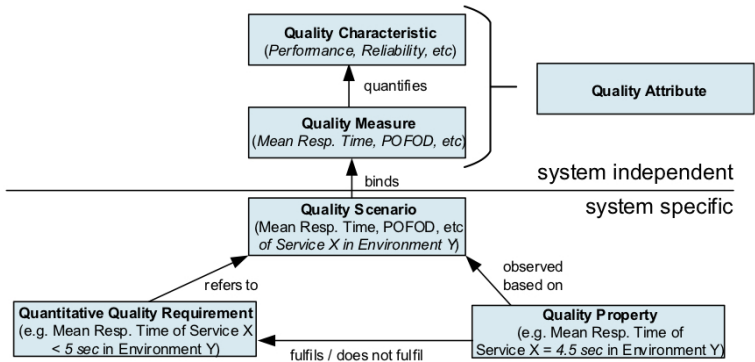 Quality Characteristic
(Performance, Reliability, etc)
quantifies
Quality Attribute
Quality Measure
(Mean Resp. Time, POFOD, etc)
system independent
binds
system specific
Quality Scenario
(Mean Resp. Time, POFOD, etc
of Service X in Environment Y)
refers to
observed
based on
Quantitative Quality Requirement
(e.g. Mean Resp. Time of Service X
< 5 sec in Environment Y)
Quality Property
(e.g. Mean Resp. Time of
Service X = 4.5 sec in Environment Y)
fulfils / does not fulfil